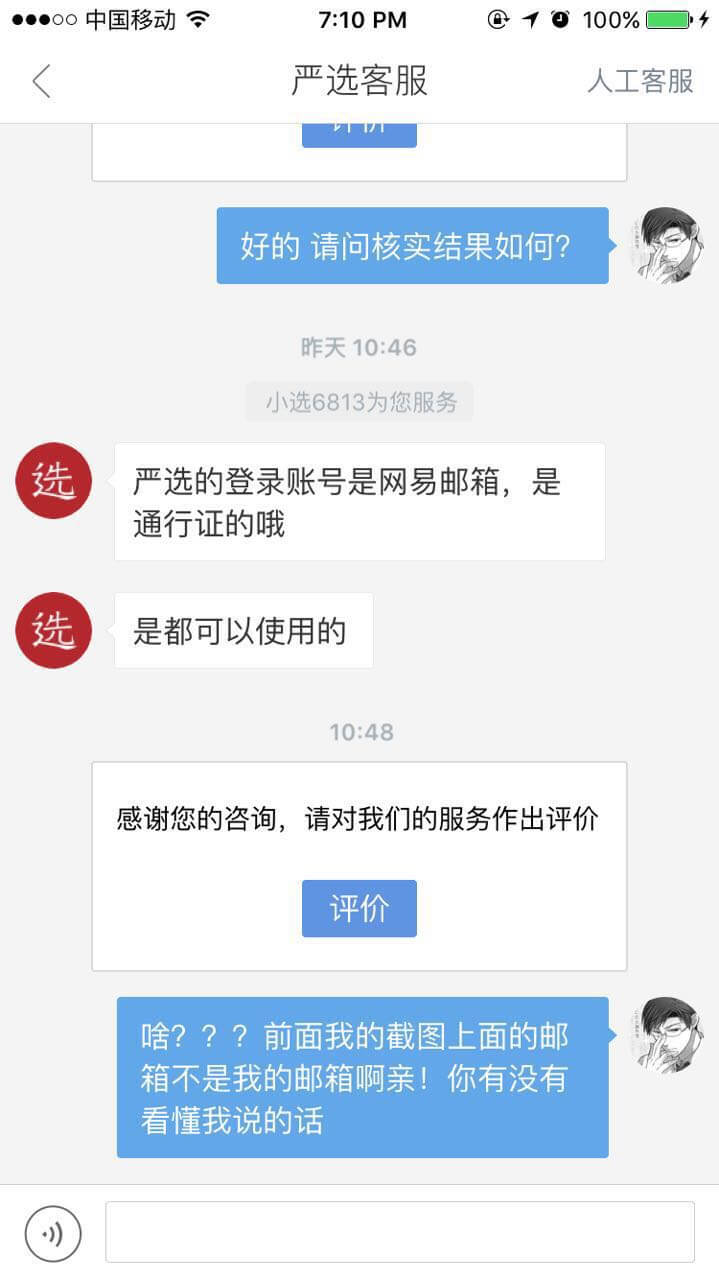 中国移动 7:10 PM 100%
严选客服 人工客服
评价
好的 请问核实结果如何？
昨天 10:46
小选6813为您服务
选
严选的登录账号是网易邮箱，是
通行证的哦
选
是都可以使用的
10:48
感谢您的咨询，请对我们的服务作出评价
评价
啥？？？前面我的截图上面的邮
箱不是我的邮箱啊亲！你有没有
看懂我说的话